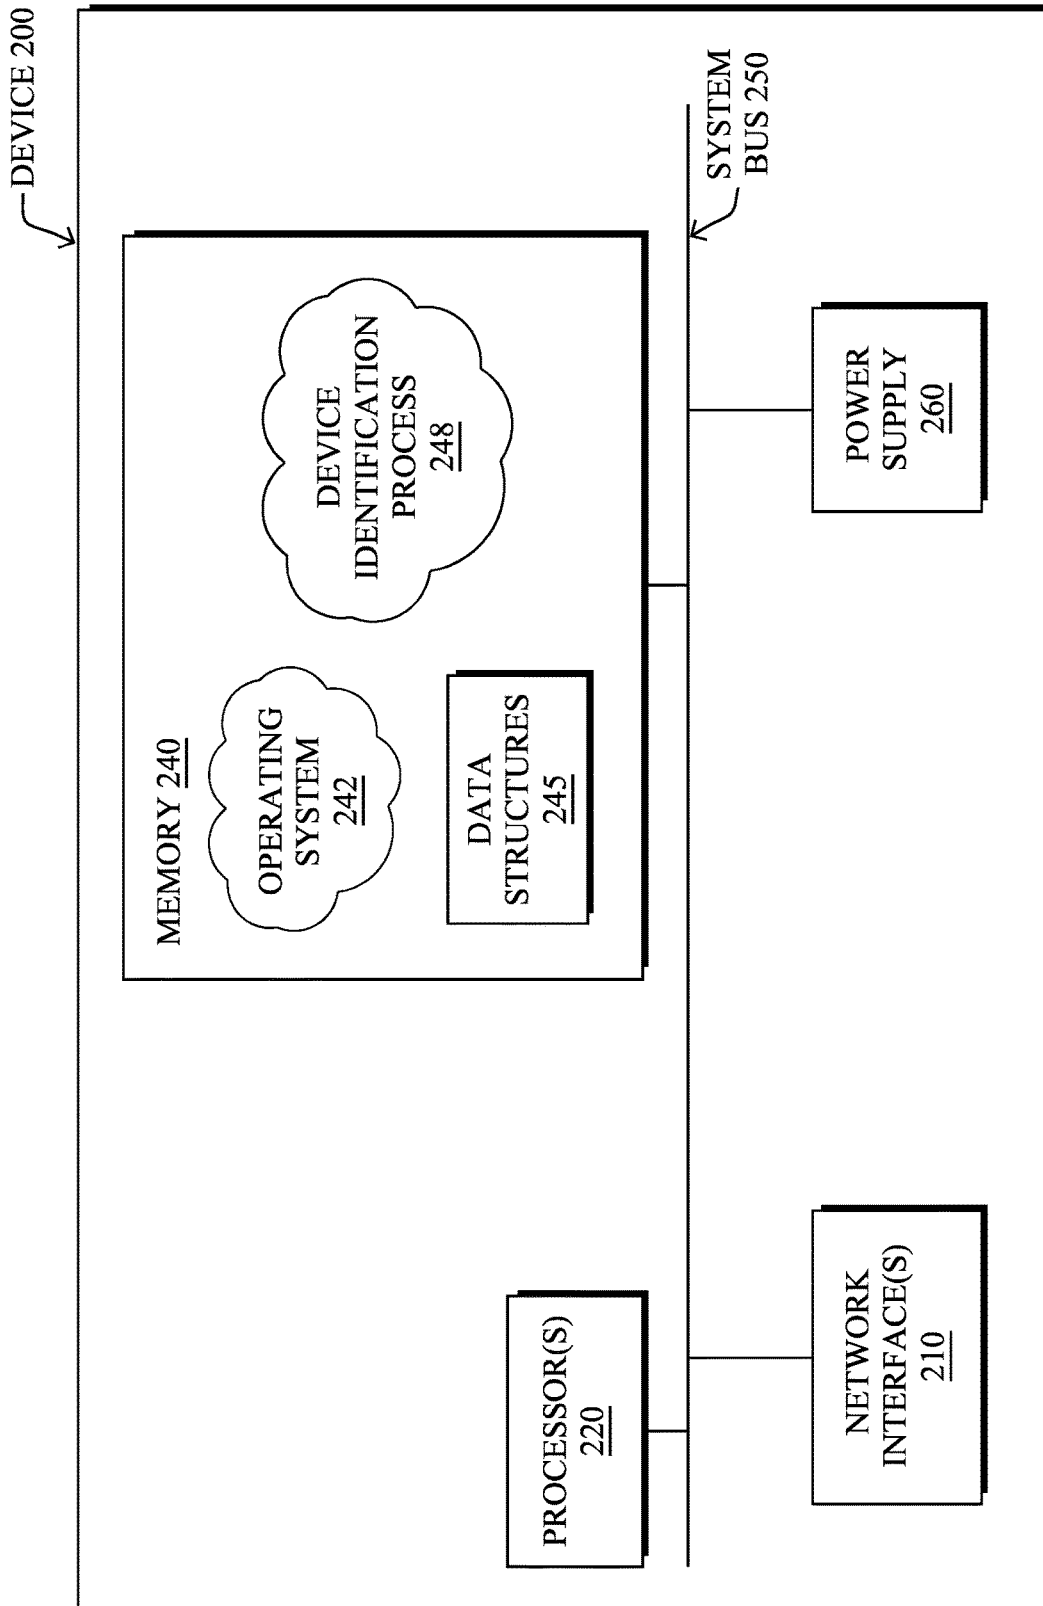 DEVICE 200
MEMORY 240
OPERATING
SYSTEM
242
DATA
STRUCTURES
245
DEVICE
IDENTIFICATION
PROCESS
248
PROCESSOR(S)
220
SYSTEM
BUS 250
NETWORK
INTERFACE(S)
210
POWER
SUPPLY
260